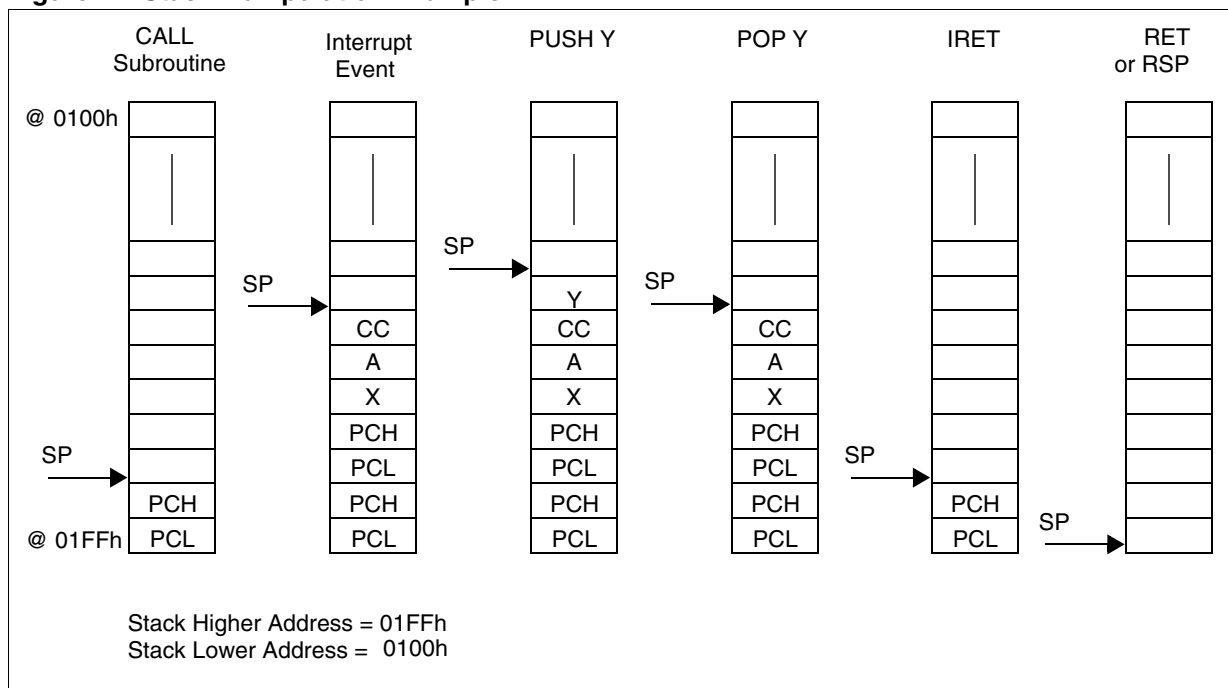 CALL
Subroutine
Interrupt
Event
PUSH Y
POP Y
IRET
RET
or RSP
@ 0100h
SP
PCH
@ 01FFh PCL
SP
CC
A
X
PCH
PCL
PCH
PCL
SP
Y
CC
A
X
PCH
PCL
PCH
PCL
SP
CC
A
X
PCH
PCL
PCH
PCL
SP
PCH
PCL
SP
Stack Higher Address = 01FFh
Stack Lower Address = 0100h